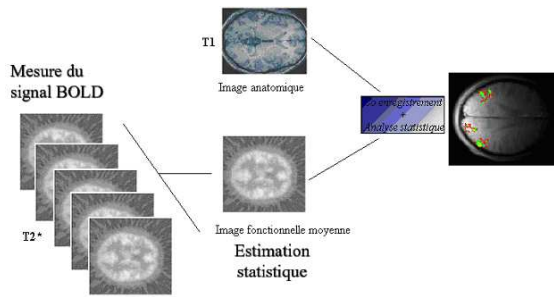 T1
Image anatomique
Mesure du
signal BOLD
Co enregistrement
+
Analyse statistique
T2*
Image fonctionnelle moyenne
Estimation
statistique